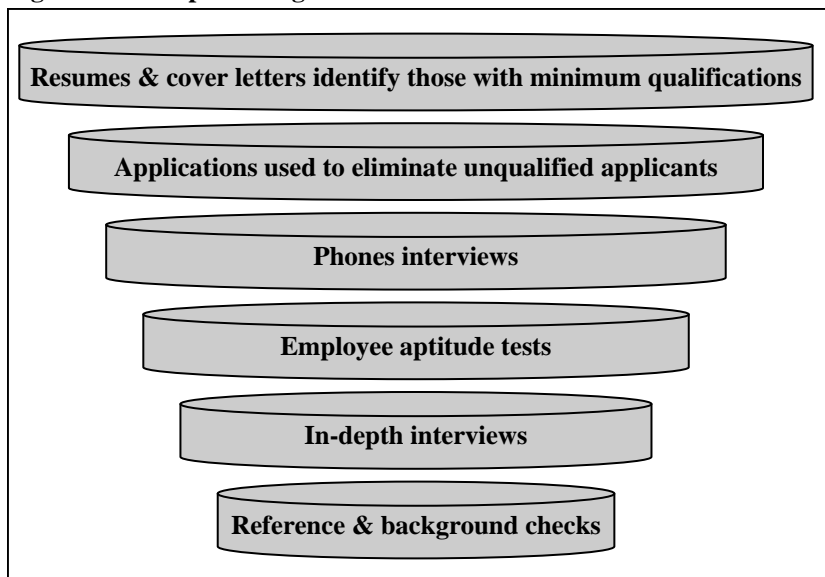 Resumes & cover letters identify those with minimum qualifications
Applications used to eliminate unqualified applicants
Phones interviews
Employee aptitude tests
In-depth interviews
Reference & background checks